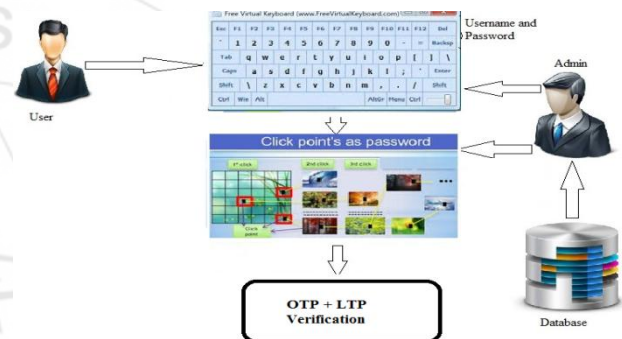 Free Virtual Keyboard (www.FreeVirtualKeyboard.com)
Esc F1 F2 F3 F4 F5 F6 F7 F8 F9 F10 F11 F12 Del
` 1 2 3 4 5 6 7 8 9 0 - = Backup
Tab q w e r t y u i o p [ ] \
Caps a s d f g h j k l ; ' Enter
Shift \ z x c v b n m , . / Shift
Ctrl Win Alt AltGr Menu Ctrl
Username and
Password
User
Admin
Click point's as password
1st click 2nd click 3rd click
Click
point
OTP + LTP
Verification
Database